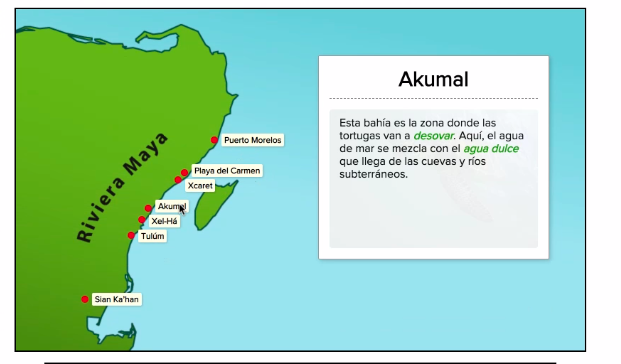 Akumal
Esta bahía es la zona donde las
tortugas van a desovar. Aquí, el agua
de mar se mezcla con el agua dulce
que llega de las cuevas y ríos
subterráneos.
Riviera Maya
Puerto Morelos
Playa del Carmen
Xcaret
Akumal
Xel-Há
Tulúm
Sian Ka'han